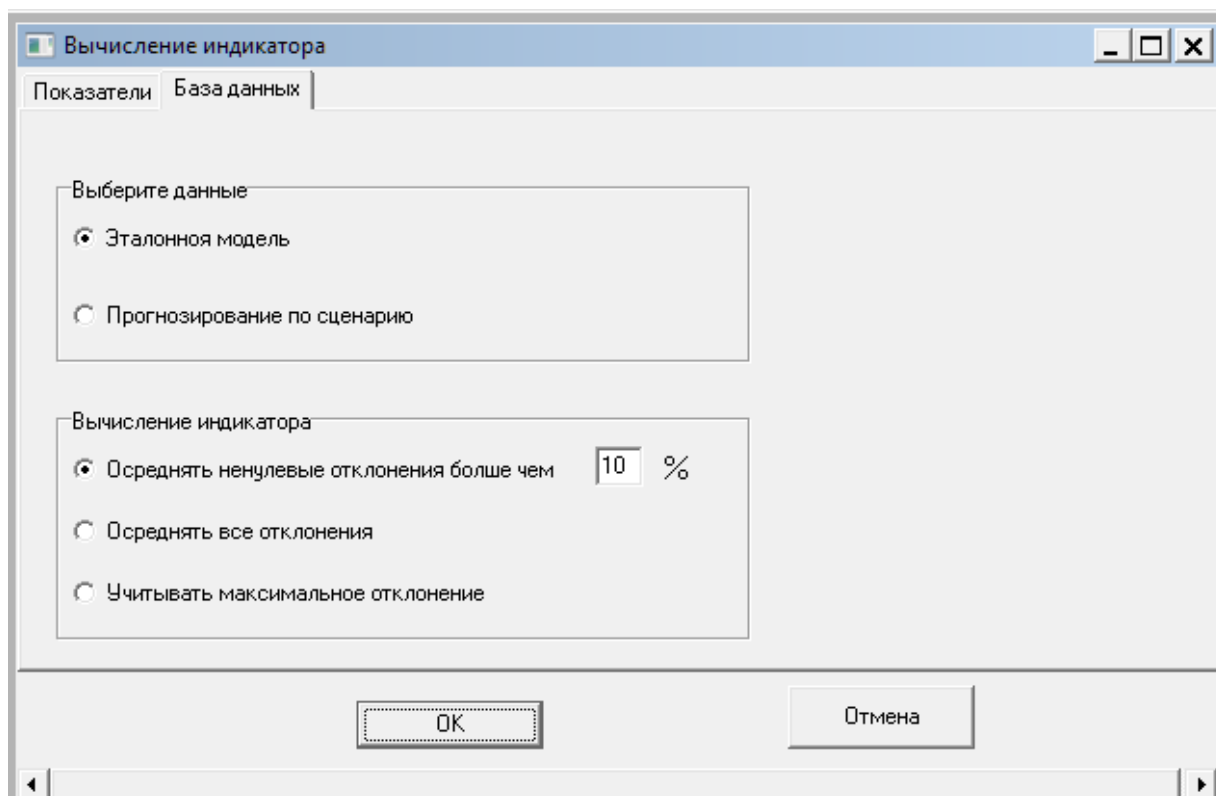 Вычисление индикатора
Показатели База данных
Выберите данные
Эталонноя модель
Прогнозирование по сценарию
Вычисление индикатора
Осреднять ненулевые отклонения болше чем 10 %
Осреднять все отклонения
Учитывать максимальное отклонение
OK Отмена